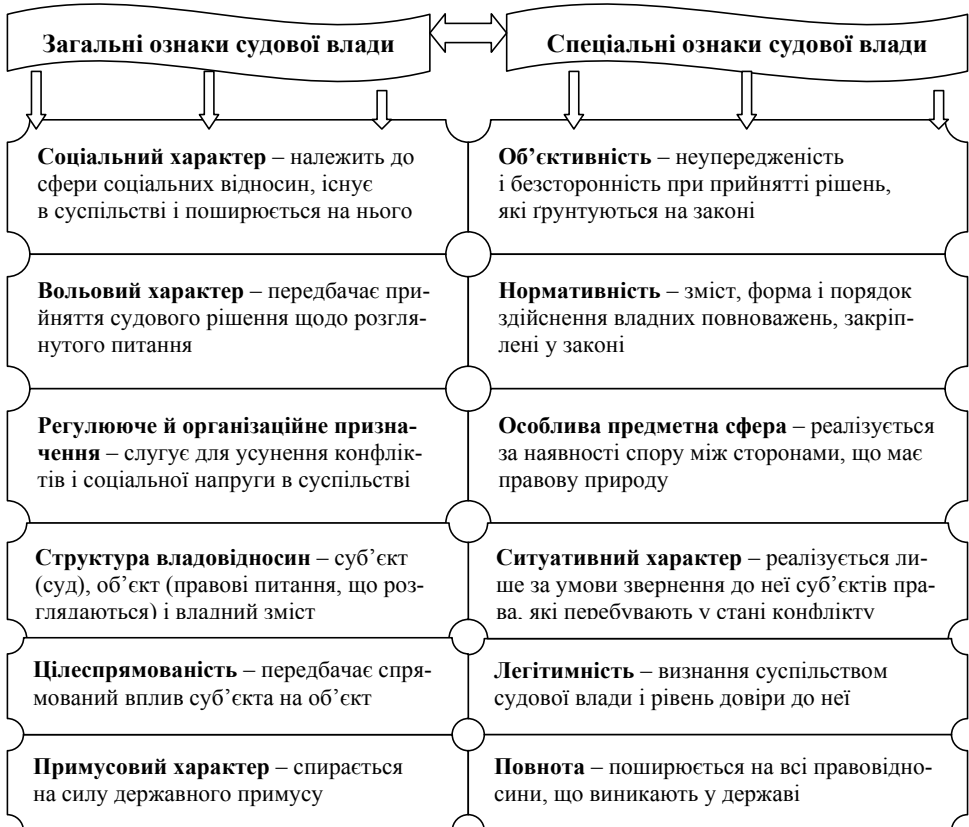 Загальні ознаки судової влади
Спеціальні ознаки судової влади
Соціальний характер – належить до
сфери соціальних відносин, існує
в суспільстві і поширюється на нього
Об’єктивність – неупередженість
і безсторонність при прийнятті рішень,
які ґрунтуються на законі
Вольовий характер – передбачає при-
йняття судового рішення щодо розгля-
нутого питання
Нормативність – зміст, форма і порядок
здійснення владних повноважень, закріп-
лені у законі
Регулююче й організаційне призна-
чення – слугує для усунення конфлік-
тів і соціальної напруги в суспільстві
Особлива предметна сфера – реалізується
за наявності спору між сторонами, що має
правову природу
Структура владовідносин – суб’єкт
(суд), об’єкт (правові питання, що роз-
глядаються) і владний зміст
Ситуативний характер – реалізується ли-
ше за умови звернення до неї суб’єктів пра-
ва, які перебувають у стані конфлікту
Цілеспрямованість – передбачає спря-
мований вплив суб’єкта на об’єкт
Легітимність – визнання суспільством
судової влади і рівень довіри до неї
Примусовий характер – спирається
на силу державного примусу
Повнота – поширюється на всі правовідно-
сини, що виникають у державі